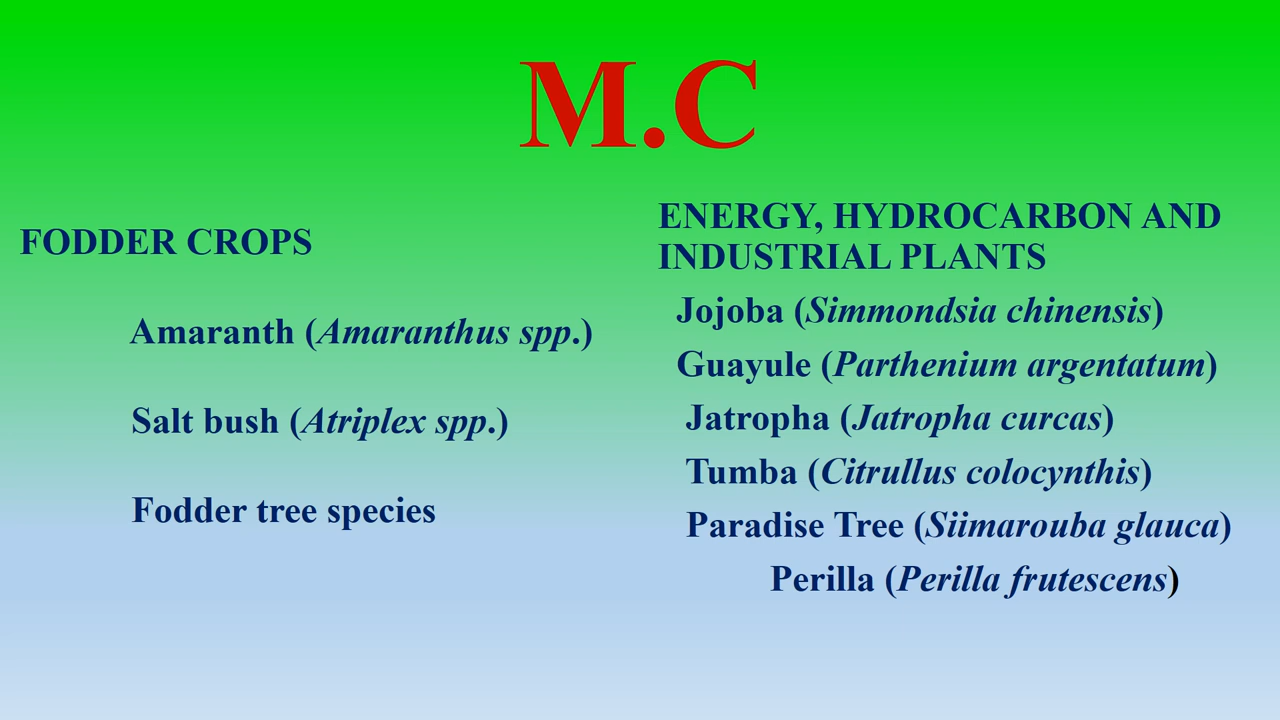 M.C
FODDER CROPS
Amaranth (Amaranthus spp.)
Salt bush (Atriplex spp.)
Fodder tree species
ENERGY, HYDROCARBON AND
INDUSTRIAL PLANTS
Jojoba (Simmondsia chinensis)
Guayule (Parthenium argentatum)
Jatropha (Jatropha curcas)
Tumba (Citrullus colocynthis)
Paradise Tree (Siimarouba glauca)
Perilla (Perilla frutescens)